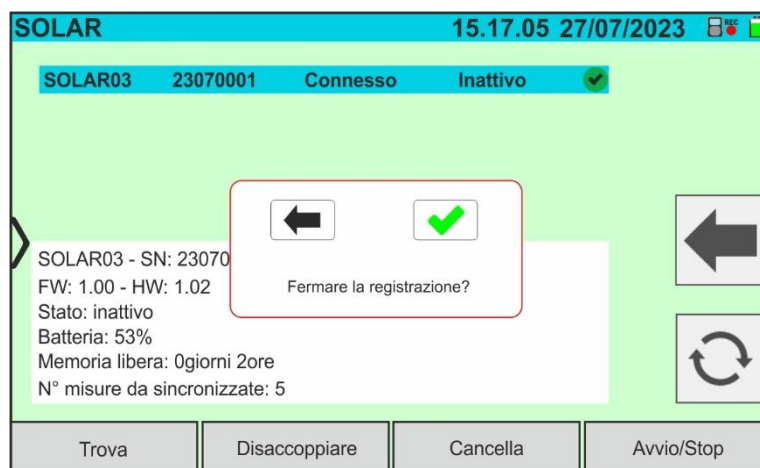 SOLAR 15.17.05 27/07/2023 REC
SOLAR03 23070001 Connesso Inattivo
Fermare la registrazione?
SOLAR03 - SN: 23070
FW: 1.00 - HW: 1.02
Stato: inattivo
Batteria: 53%
Memoria libera: 0giorni 2ore
N° misure da sincronizzate: 5
Trova Disaccoppiare Cancella Avvio/Stop